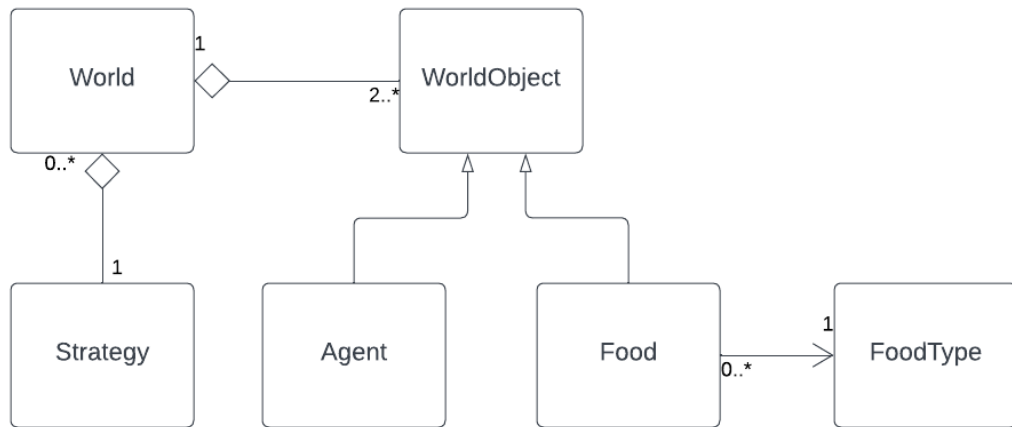 World
1
2..*
WorldObject
0..*
1
Strategy
Agent
Food
0..*
1
FoodType